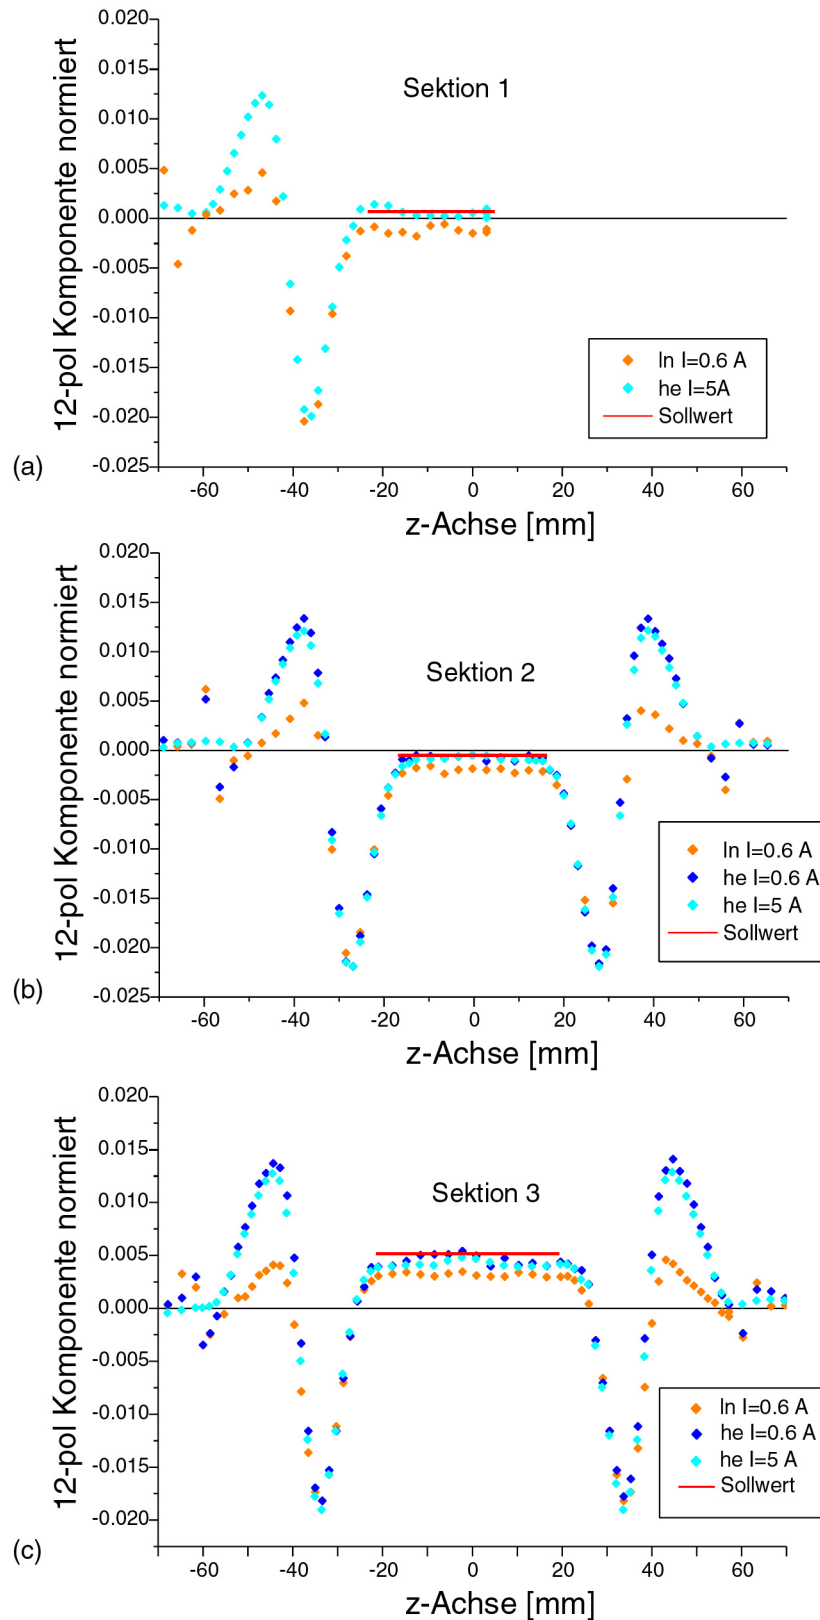 12-pol Komponente normiert
0.020
0.015
0.010
0.005
0.000
-0.005
-0.010
-0.015
-0.020
-0.025
Sektion 1
ln I=0.6 A
he I=5A
Sollwert
(a)
-60 -40 -20 0 20 40 60
z-Achse [mm]
12-pol Komponente normiert
0.020
0.015
0.010
0.005
0.000
-0.005
-0.010
-0.015
-0.020
-0.025
Sektion 2
ln I=0.6 A
he I=0.6 A
he I=5 A
Sollwert
(b)
-60 -40 -20 0 20 40 60
z-Achse [mm]
12-pol Komponente normiert
0.020
0.015
0.010
0.005
0.000
-0.005
-0.010
-0.015
-0.020
Sektion 3
ln I=0.6 A
he I=0.6 A
he I=5 A
Sollwert
(c)
-60 -40 -20 0 20 40 60
z-Achse [mm]